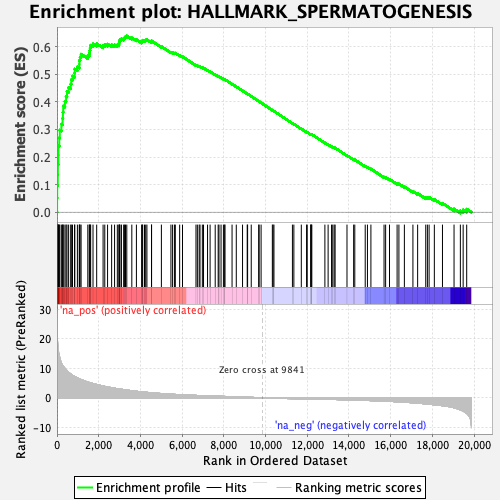 Enrichment plot: HALLMARK_SPERMATOGENESIS
Enrichment score (ES)
0.6
0.5
0.4
0.3
0.2
0.1
0.0
'na_pos' (positively correlated)
Ranked list metric (PreRanked)
30
20
10
0
-10
Zero cross at 9841
'na_neg' (negatively correlated)
0 2,000 4,000 6,000 8,000 10,000 12,000 14,000 16,000 18,000 20,000
Rank in Ordered Dataset
Enrichment profile Hits Ranking metric scores